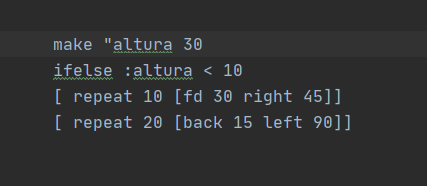 make "altura 30
ifelse :altura < 10
[ repeat 10 [fd 30 right 45]]
[ repeat 20 [back 15 left 90]]